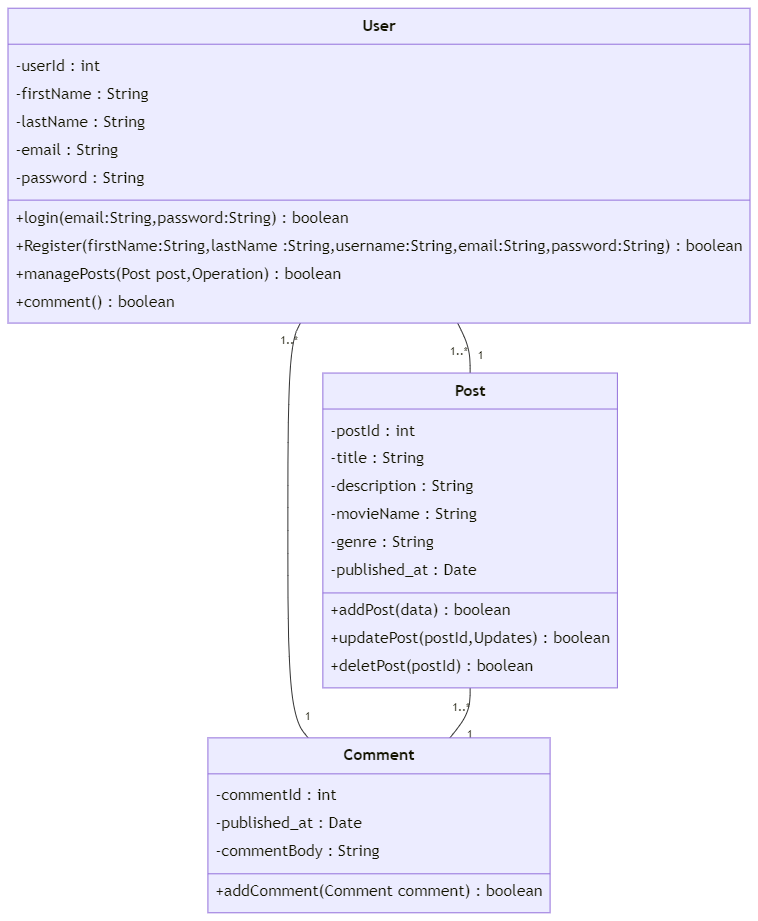 User
-userId : int
-firstName : String
-lastName : String
-email : String
-password : String
+login(email:String,password:String) : boolean
+Register(firstName:String,lastName :String,username:String,email:String,password:String) : boolean
+managePosts(Post post,Operation) : boolean
+comment() : boolean
1..*
1..*
1
Post
-postId : int
-title : String
-description : String
-movieName : String
-genre : String
-published_at : Date
+addPost(data) : boolean
+updatePost(postId,Updates) : boolean
+deletPost(postId) : boolean
1..*
1
1
Comment
-commentId : int
-published_at : Date
-commentBody : String
+addComment(Comment comment) : boolean